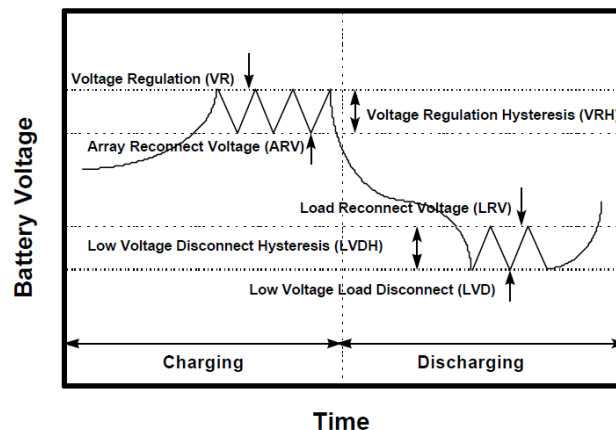 Voltage Regulation (VR)
Voltage Regulation Hysteresis (VRH)
Array Reconnect Voltage (ARV)
Load Reconnect Voltage (LRV)
Low Voltage Disconnect Hysteresis (LVDH)
Low Voltage Load Disconnect (LVD)
Charging
Discharging
Battery Voltage
Time